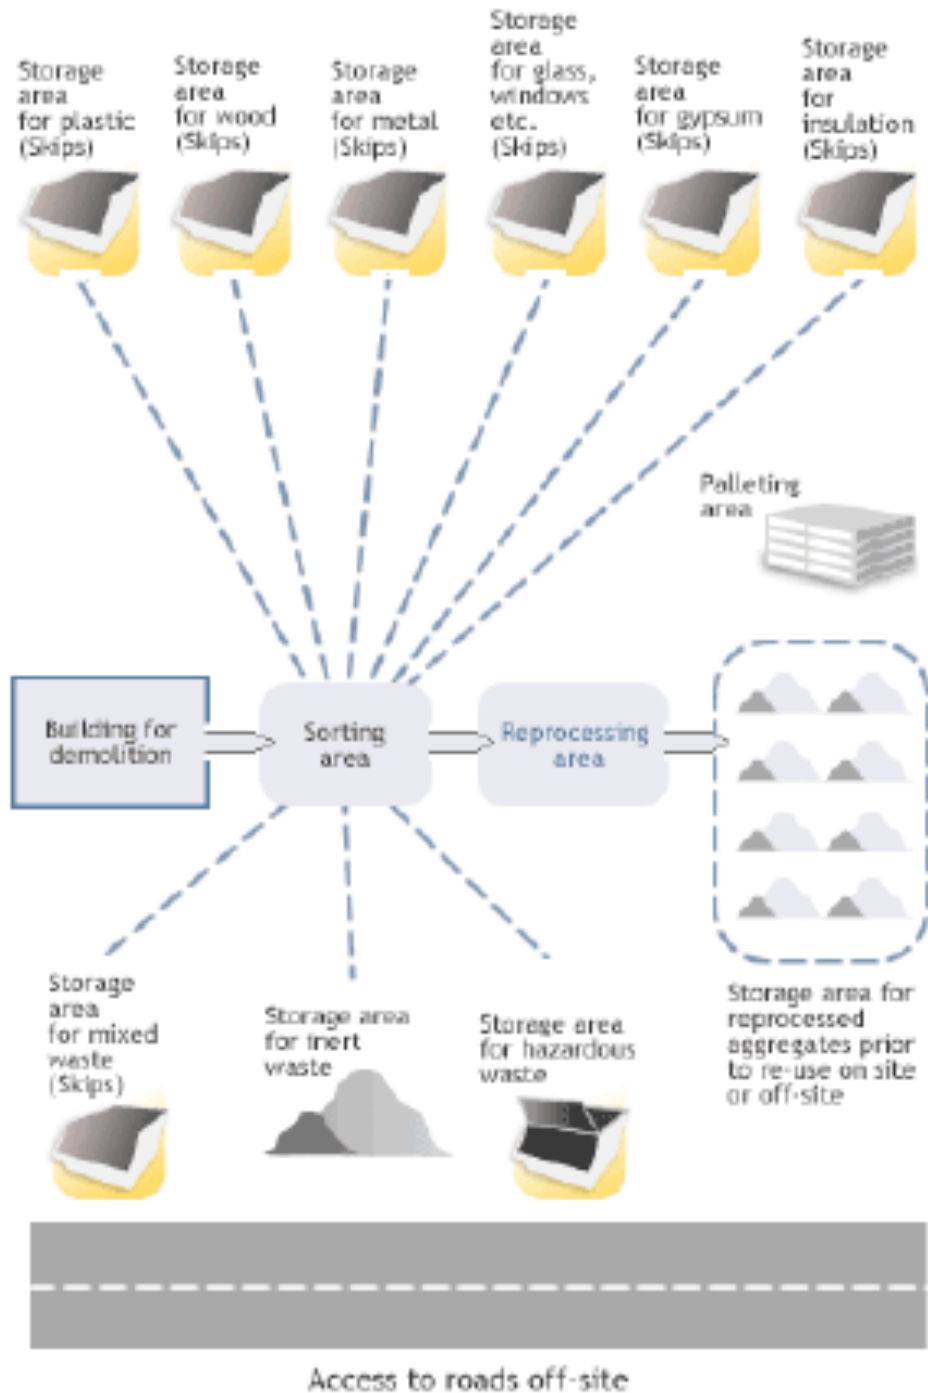 Storage
area
for plastic
(Skips)
Storage
area
for wood
(Skips)
Storage
area
for metal
(Skips)
Storage
area
for glass,
windows
etc.
(Skips)
Storage
area
for gypsum
(Skips)
Storage
area
for
insulation
(Skips)
Palleting
area
Building for
demolition
Sorting
area
Reprocessing
area
Storage
area
for mixed
waste
(Skips)
Storage area
for inert
waste
Storage area
for hazardous
waste
Storage area for
reprocessed
aggregates prior
to re-use on site
or off-site
Access to roads off-site